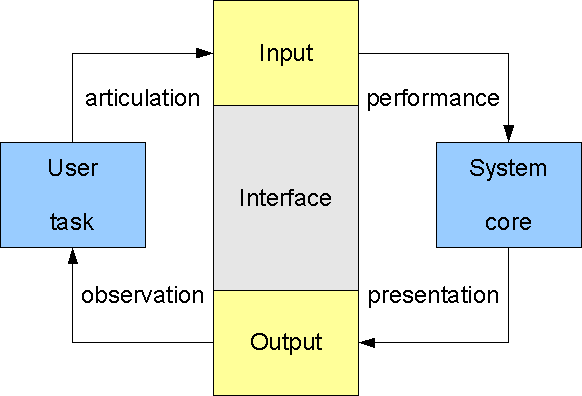 Input
articulation
performance
User
task
System
core
Interface
observation
presentation
Output